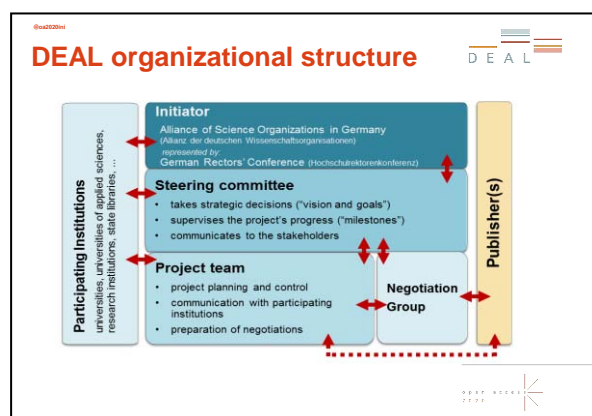 @oa2020ini
DEAL organizational structure
DEAL
Participating Institutions
universities, universities of applied sciences,
research institutions, state libraries, ...
Initiator
Alliance of Science Organizations in Germany
(Allianz der deutschen Wissenschaftsorganisationen)
represented by:
German Rectors' Conference (Hochschulrektorenkonferenz)
Steering committee
• takes strategic decisions ("vision and goals")
• supervises the project's progress ("milestones")
• communicates to the stakeholders
Project team
• project planning and control
• communication with participating
institutions
• preparation of negotiations
Negotiation
Group
Publisher(s)
open access